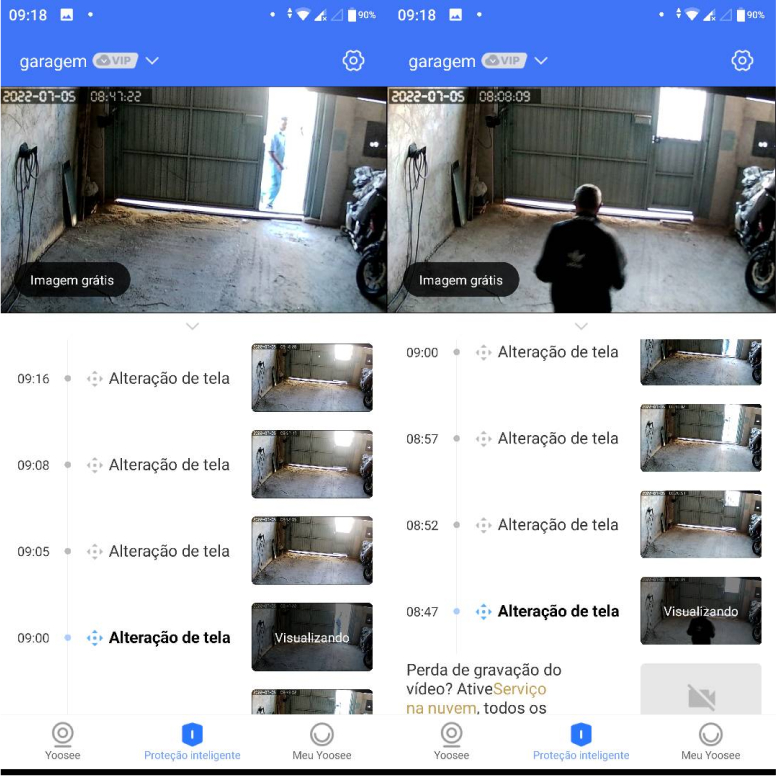 09:18
90%
garagem VIP
2022-07-05 08:47:22
Imagem grátis
09:16 Alteração de tela
09:08 Alteração de tela
09:05 Alteração de tela
09:00 Alteração de tela Visualizando
Yoosee Proteção inteligente Meu Yoosee
09:18
90%
garagem VIP
2022-07-05 08:08:09
Imagem grátis
09:00 Alteração de tela
08:57 Alteração de tela
08:52 Alteração de tela
08:47 Alteração de tela Visualizando
Perda de gravação do
vídeo? AtiveServiço
na nuvem, todos os
Yoosee Proteção inteligente Meu Yoosee